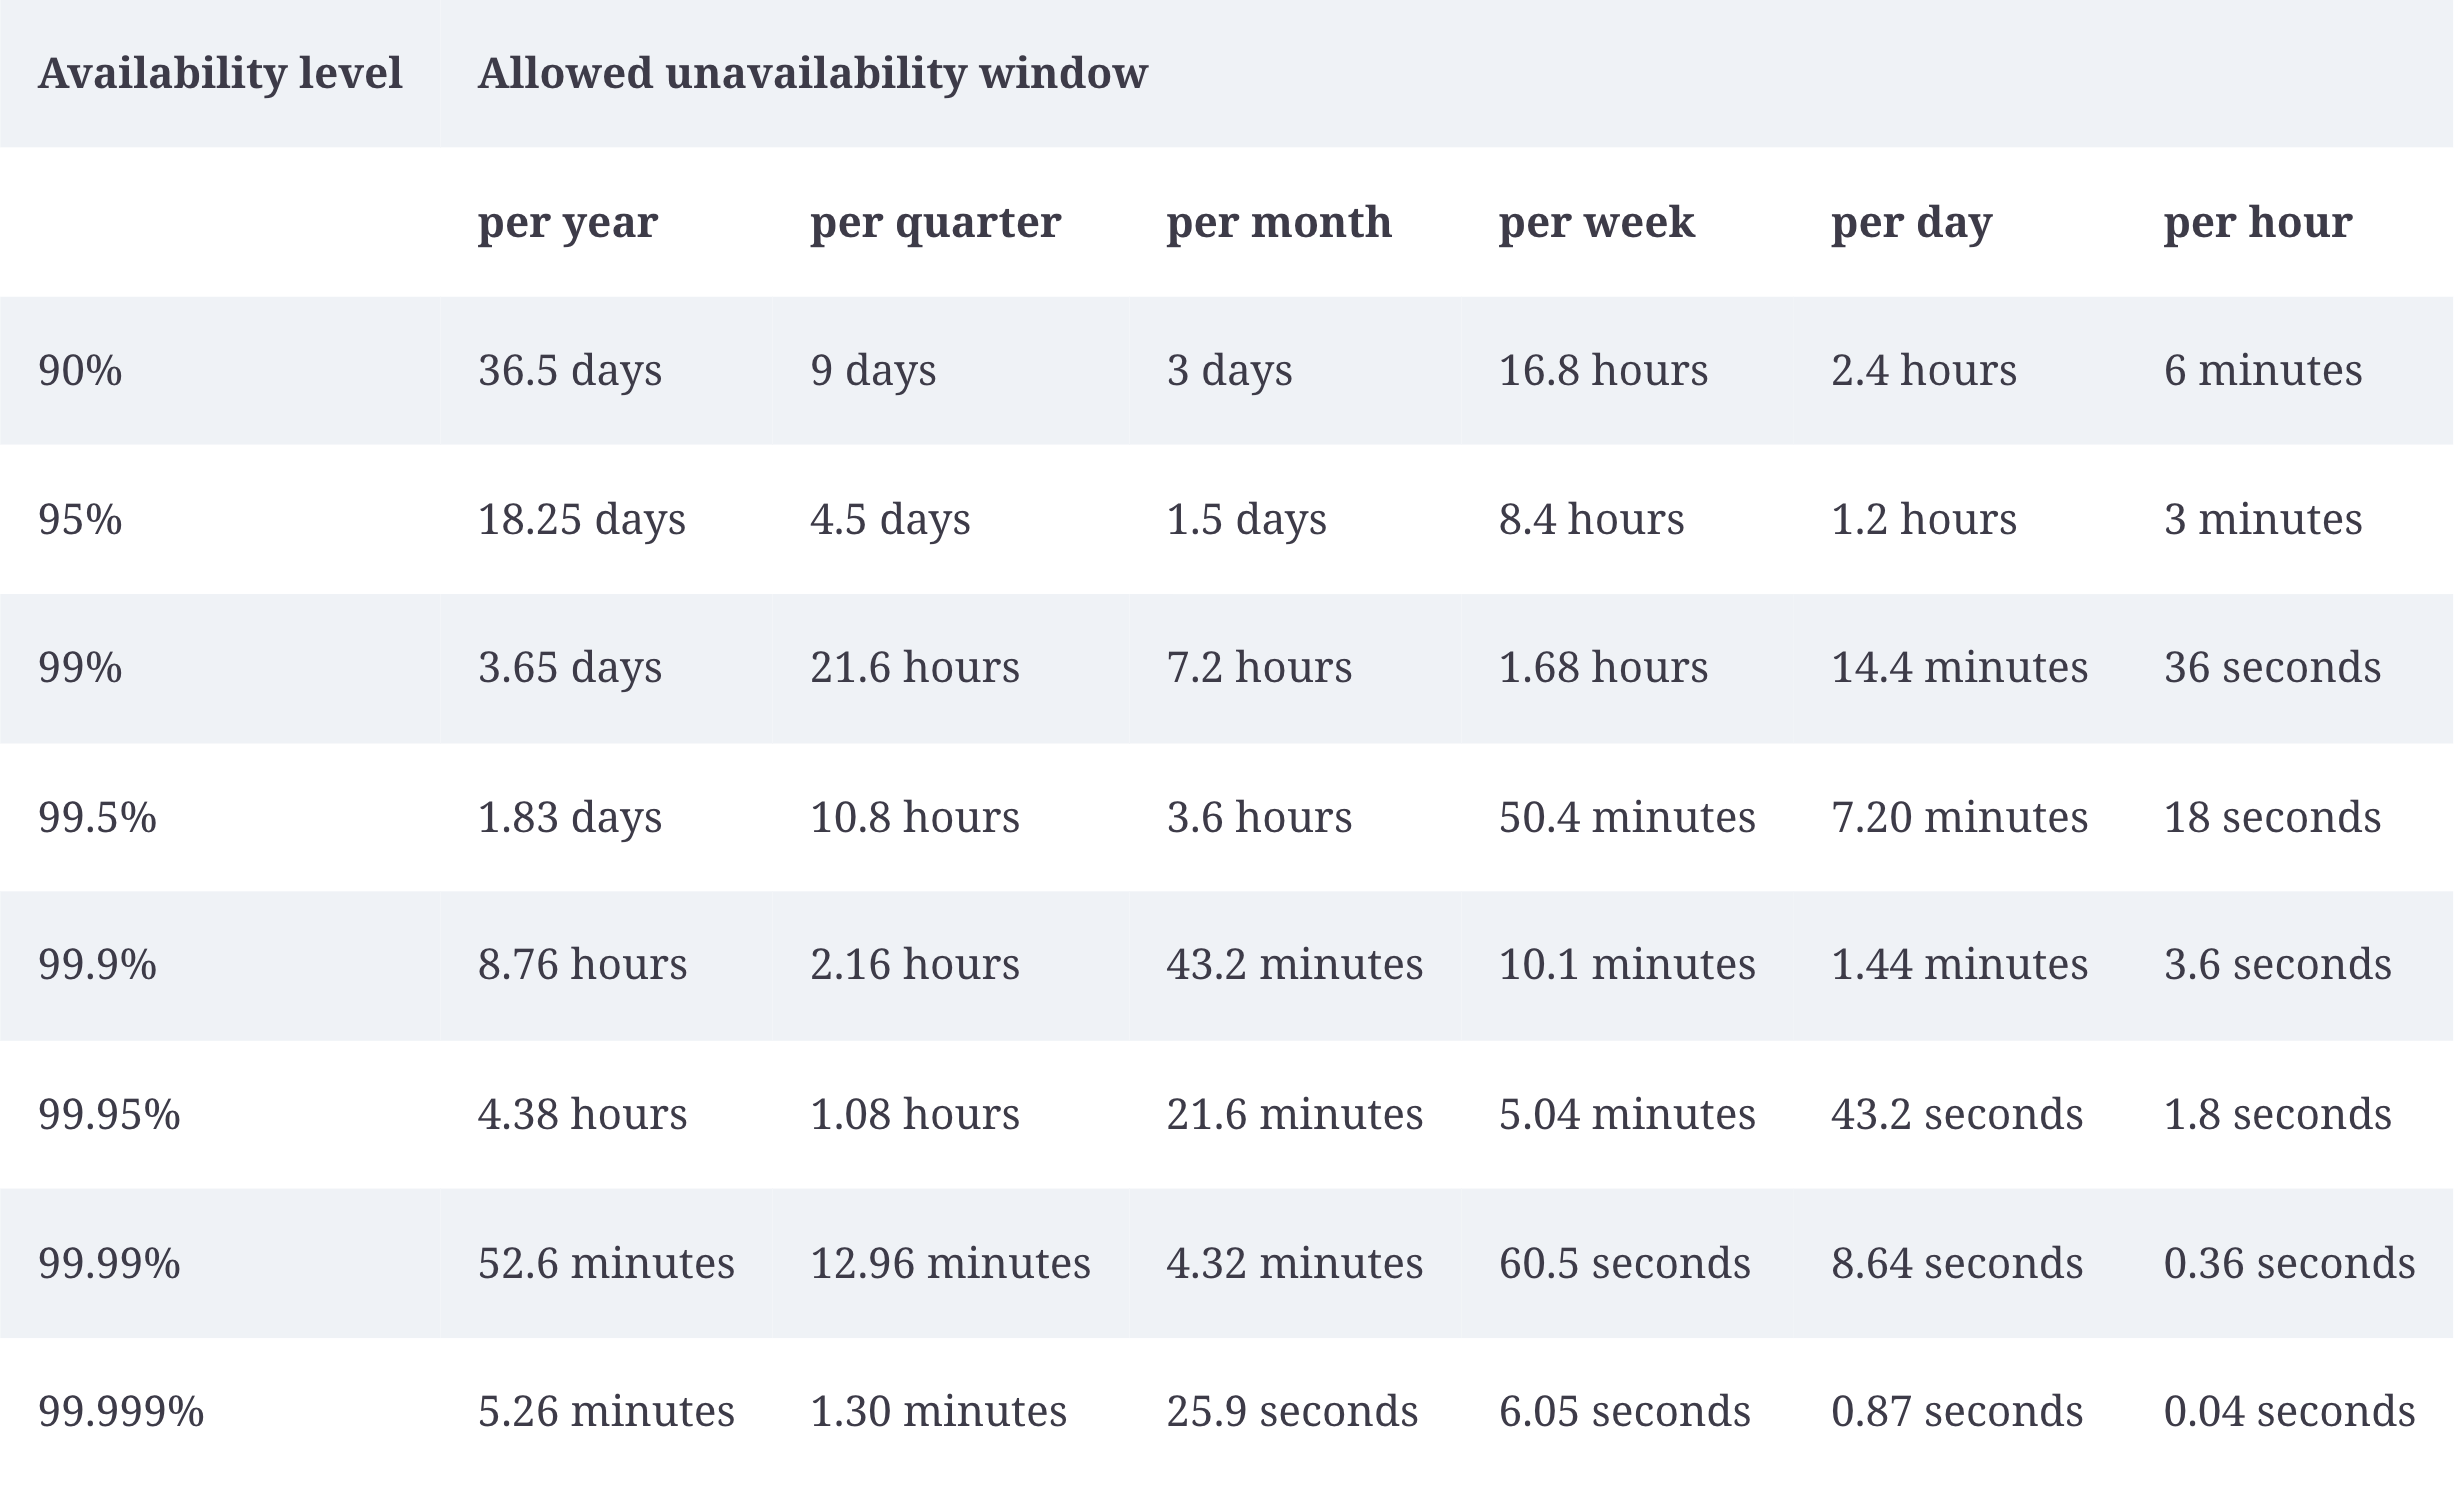 Availability level Allowed unavailability window
per year per quarter per month per week per day per hour
90% 36.5 days 9 days 3 days 16.8 hours 2.4 hours 6 minutes
95% 18.25 days 4.5 days 1.5 days 8.4 hours 1.2 hours 3 minutes
99% 3.65 days 21.6 hours 7.2 hours 1.68 hours 14.4 minutes 36 seconds
99.5% 1.83 days 10.8 hours 3.6 hours 50.4 minutes 7.20 minutes 18 seconds
99.9% 8.76 hours 2.16 hours 43.2 minutes 10.1 minutes 1.44 minutes 3.6 seconds
99.95% 4.38 hours 1.08 hours 21.6 minutes 5.04 minutes 43.2 seconds 1.8 seconds
99.99% 52.6 minutes 12.96 minutes 4.32 minutes 60.5 seconds 8.64 seconds 0.36 seconds
99.999% 5.26 minutes 1.30 minutes 25.9 seconds 6.05 seconds 0.87 seconds 0.04 seconds